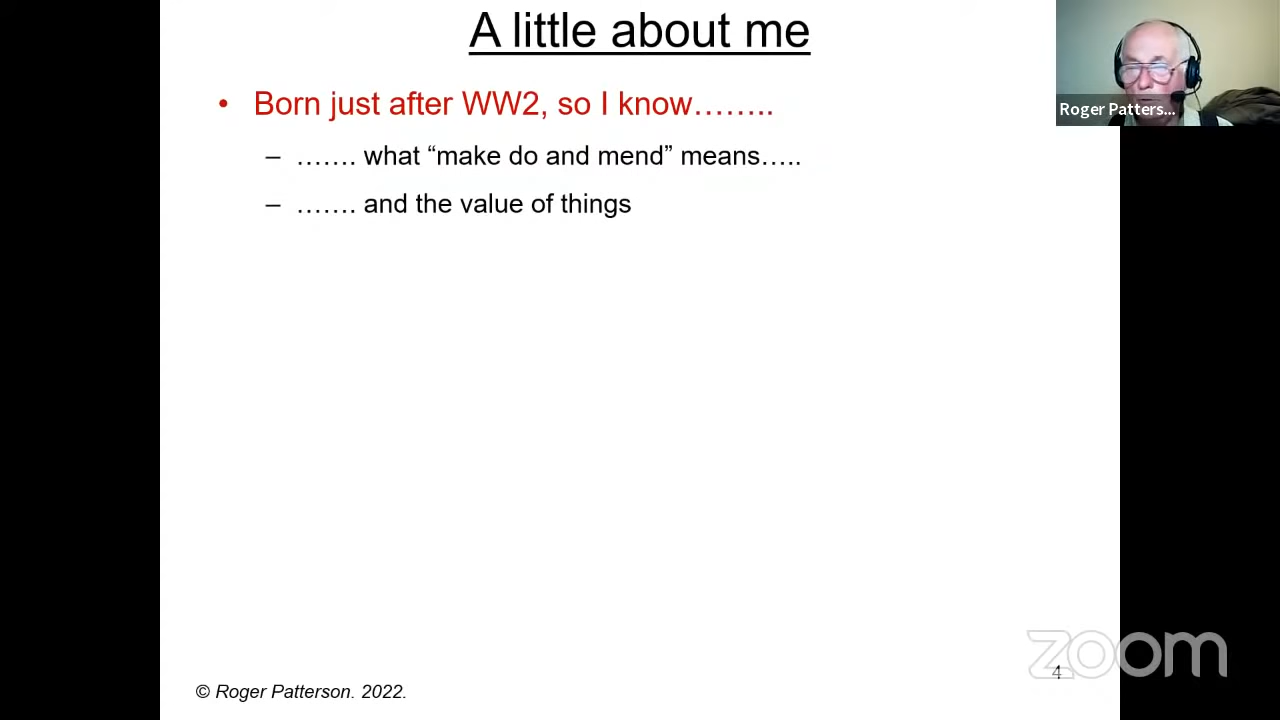 A little about me
Roger Patters...
• Born just after WW2, so I know……..
– ……. what “make do and mend” means…..
– ……. and the value of things
zoom
4
© Roger Patterson. 2022.